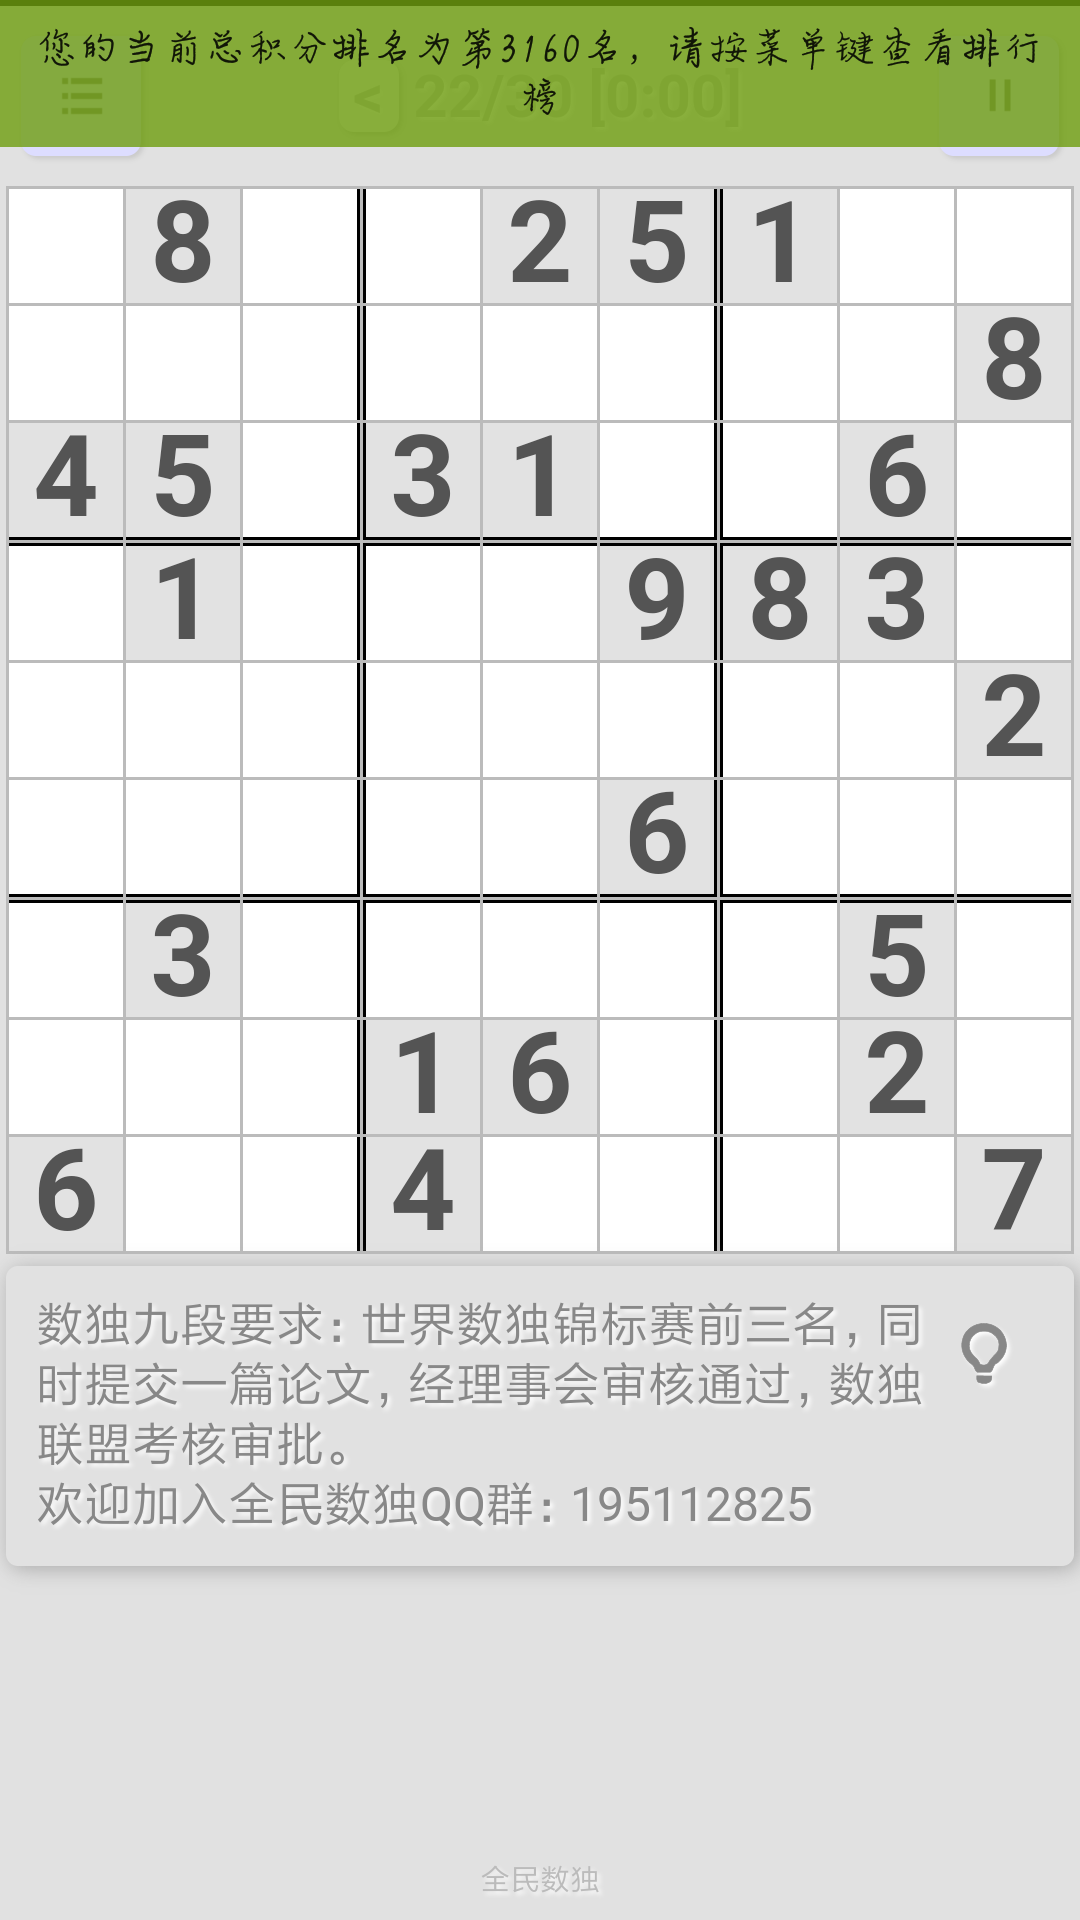 您的当前总积分排名为第3160名，请按菜单键查看排行
榜
< 22/30 [0:00]
8 2 5 1
8
4 5 3 1 6
1 9 8 3
2
6
3 5
1 6 2
6 4 7
数独九段要求：世界数独锦标赛前三名，同
时提交一篇论文，经理事会审核通过，数独
联盟考核审批。
欢迎加入全民数独QQ群：195112825
全民数独